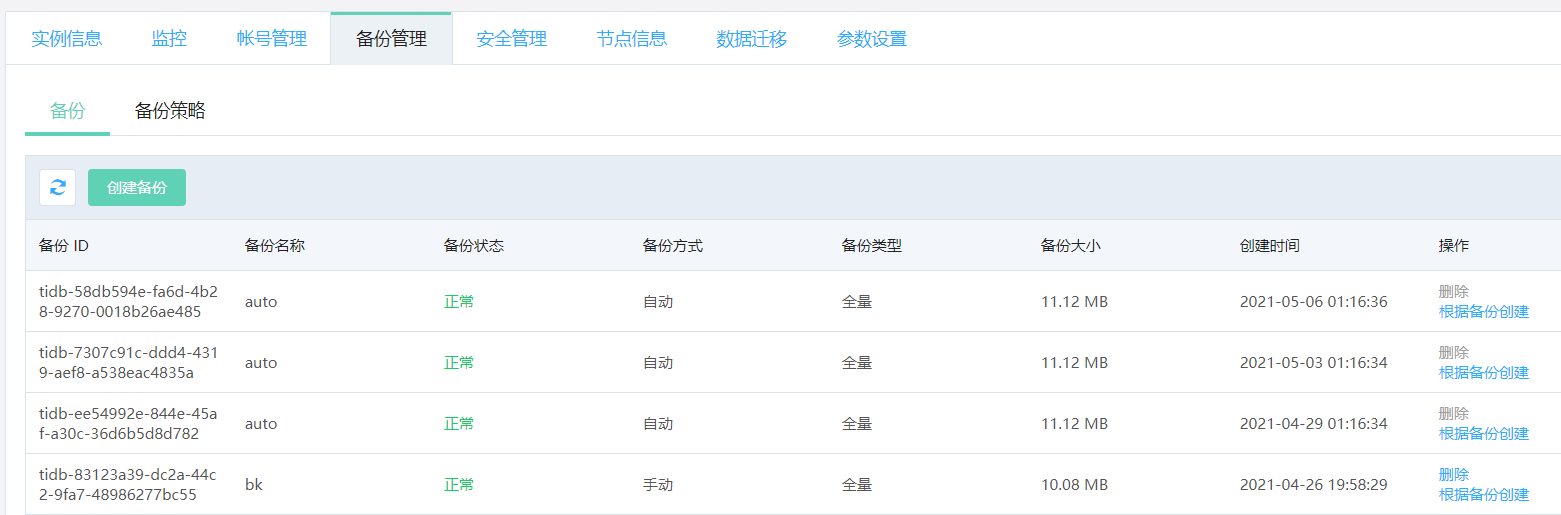 实例信息 监控 帐号管理 备份管理 安全管理 节点信息 数据迁移 参数设置
备份 备份策略
创建备份
备份 ID 备份名称 备份状态 备份方式 备份类型 备份大小 创建时间 操作
tidb-58db594e-fa6d-4b2 删除
8-9270-0018b26ae485 auto 正常 自动 全量 11.12 MB 2021-05-06 01:16:36 根据备份创建
tidb-7307c91c-ddd4-431 删除
9-aef8-a538eac4835a auto 正常 自动 全量 11.12 MB 2021-05-03 01:16:34 根据备份创建
tidb-ee54992e-844e-45a 删除
f-a30c-36d6b5d8d782 auto 正常 自动 全量 11.12 MB 2021-04-29 01:16:34 根据备份创建
tidb-83123a39-dc2a-44c 删除
2-9fa7-48986277bc55 bk 正常 手动 全量 10.08 MB 2021-04-26 19:58:29 根据备份创建